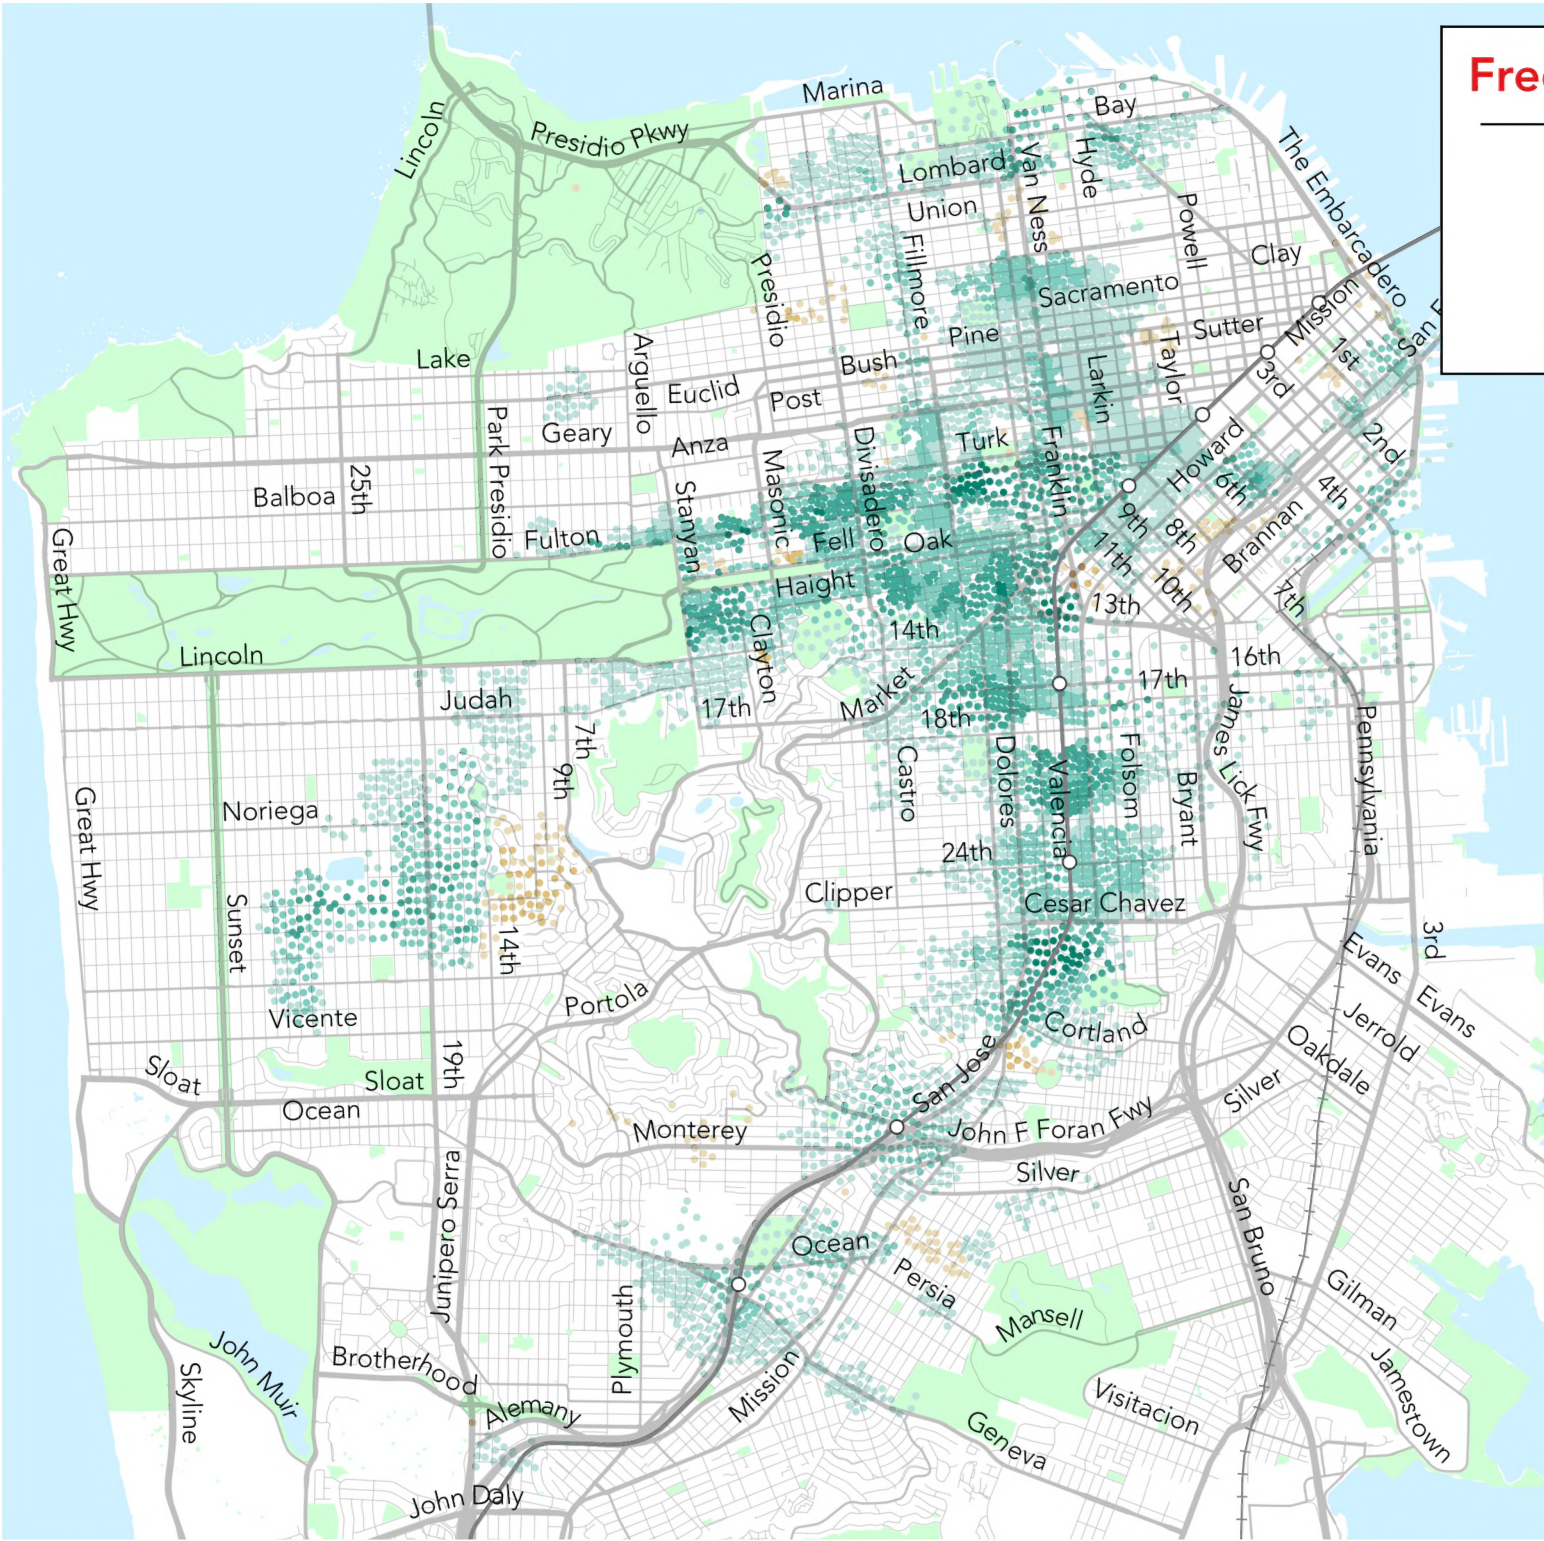 Marina
Bay
Lincoln
Presidio Pkwy
Lombard
Van Ness
Hyde
The Embarcadero
Union
Powell
Fillmore
Clay
Presidio
Sacramento
Mission
Pine
Sutter
San
1st
Lake
Arguello
Bush
Taylor
Larkin
3rd
Euclid
Post
Park Presidio
Geary
Anza
Divisadero
Turk
Franklin
Howard
2nd
25th
Balboa
Masonic
Stanyan
6th
4th
Fulton
Fell
Oak
9th
8th
Brannan
Great Hwy
11th
10th
Haight
13th
7th
Clayton
14th
Lincoln
16th
Judah
17th
Market
17th
18th
James Lick Fwy
Pennsylvania
7th
9th
Castro
Dolores
Valencia
Folsom
Bryant
Great Hwy
Noriega
24th
Clipper
Cesar Chavez
Sunset
14th
3rd
Evans
Evans
Portola
Vicente
Cortland
Jerrold
Oakdale
19th
San Jose
Sloat
Sloat
Silver
Ocean
Monterey
John F Foran Fwy
Silver
Junipero Serra
San Bruno
Ocean
Persia
Plymouth
Mansell
Gilman
John Muir
Skyline
Brotherhood
Mission
Jamestown
Alemany
Visitacion
Geneva
John Daly